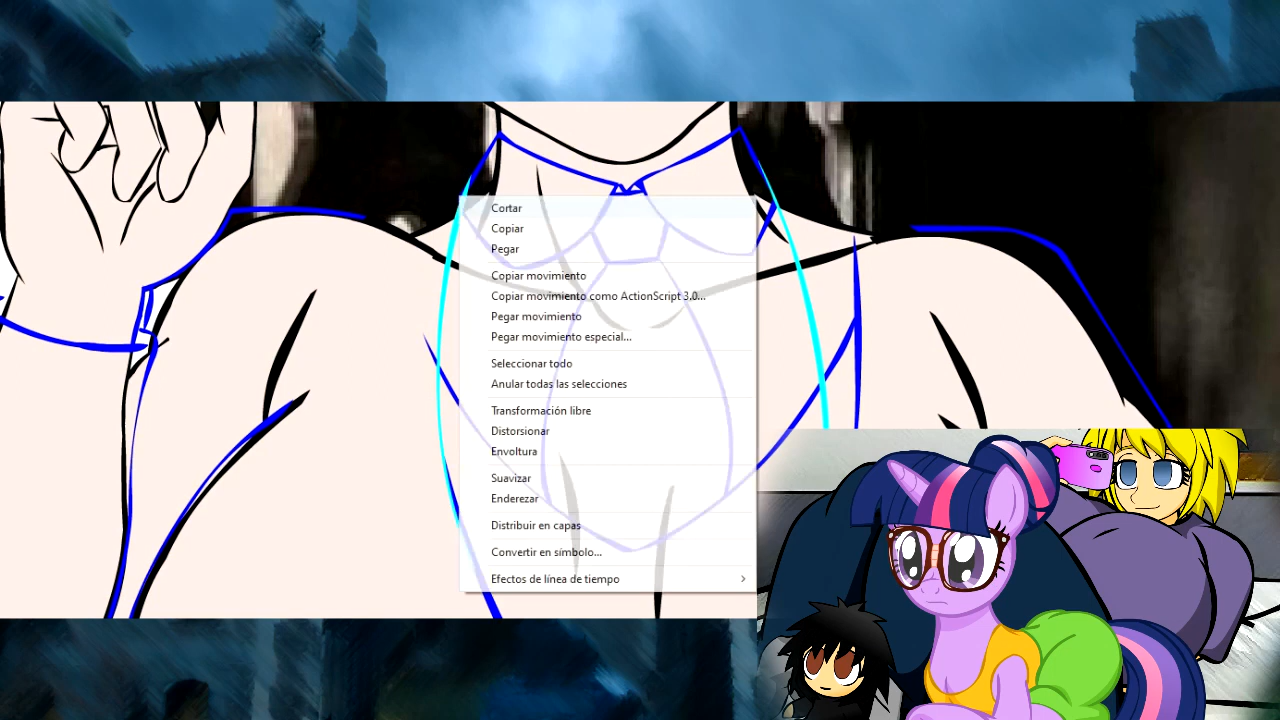 Cortar
Copiar
Pegar
Copiar movimiento
Copiar movimiento como ActionScript 3.0...
Pegar movimiento
Pegar movimiento especial...
Seleccionar todo
Anular todas las selecciones
Transformación libre
Distorsionar
Envoltura
Suavizar
Enderezar
Distribuir en capas
Convertir en símbolo...
Efectos de línea de tiempo